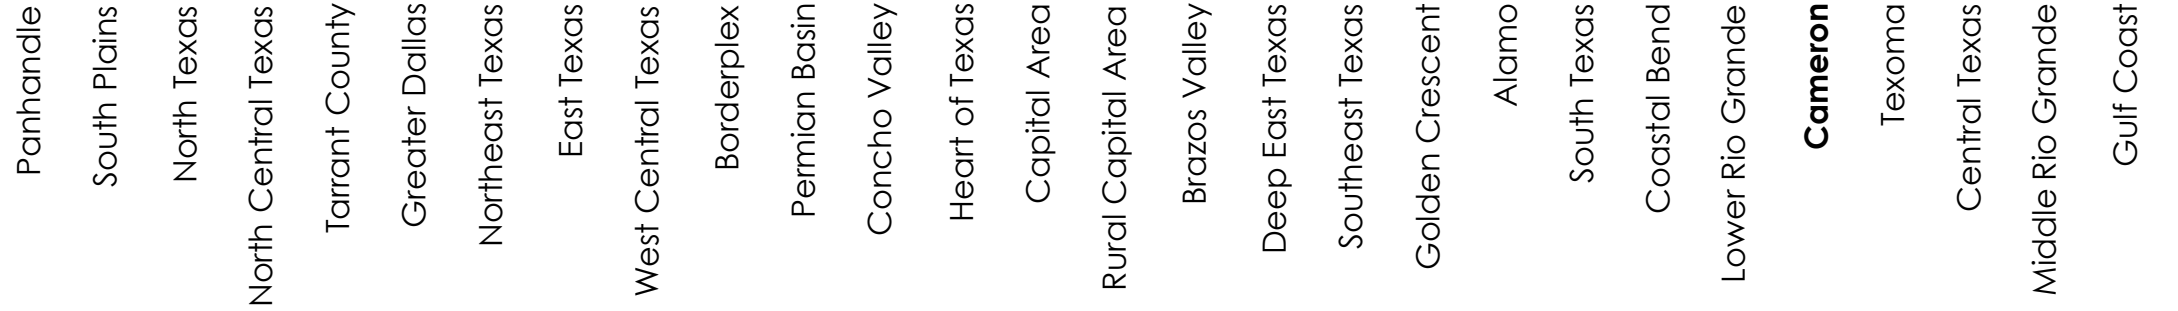 Panhandle
South Plains
North Texas
North Central Texas
Tarrant County
Greater Dallas
Northeast Texas
East Texas
West Central Texas
Borderplex
Permian Basin
Concho Valley
Heart of Texas
Capital Area
Rural Capital Area
Brazos Valley
Deep East Texas
Southeast Texas
Golden Crescent
Alamo
South Texas
Coastal Bend
Lower Rio Grande
Cameron
Texoma
Central Texas
Middle Rio Grande
Gulf Coast